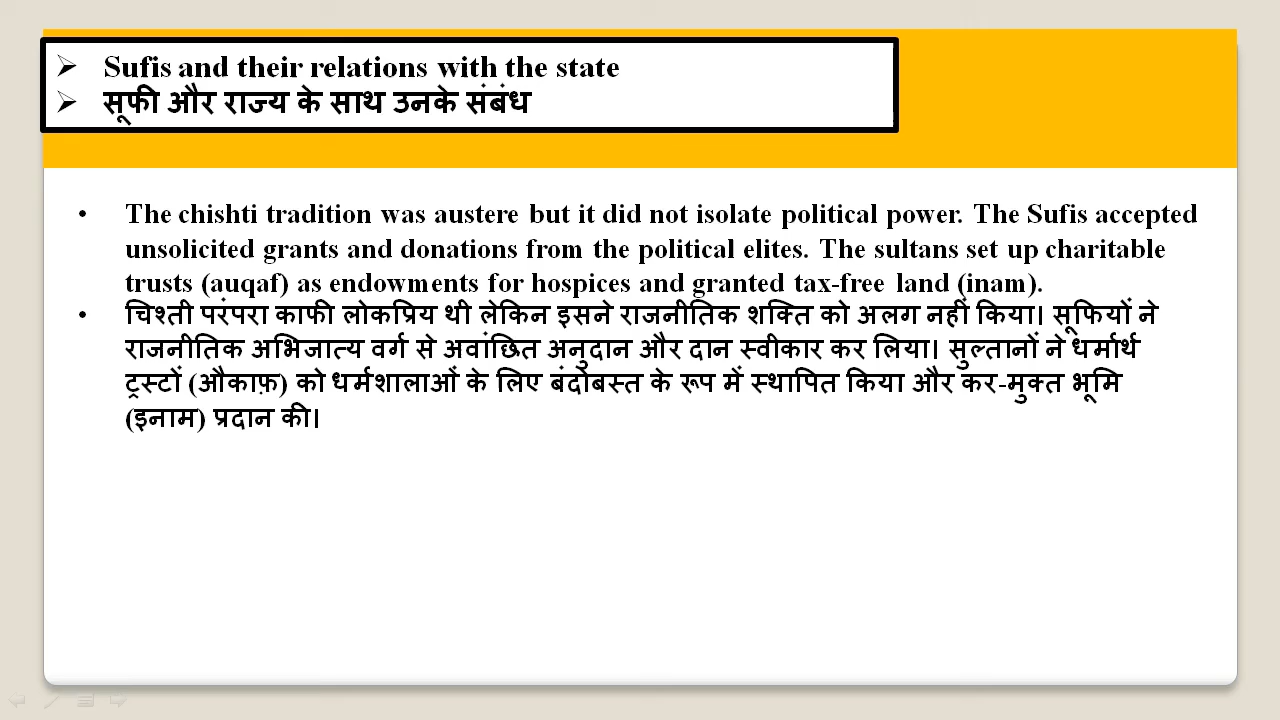 Sufis and their relations with the state
सूफी और राज्य के साथ उनके संबंध
The chishti tradition was austere but it did not isolate political power. The Sufis accepted
unsolicited grants and donations from the political elites. The sultans set up charitable
trusts (auqaf) as endowments for hospices and granted tax-free land (inam).
चिश्ती परंपरा काफी लोकप्रिय थी लेकिन इसने राजनीतिक शक्ति को अलग नहीं किया। सूफियों ने
राजनीतिक अभिजात्य वर्ग से अवांछित अनुदान और दान स्वीकार कर लिया। सुल्तानों ने धर्मार्थ
ट्रस्टों (औकाफ़) को धर्मशालाओं के लिए बंदोबस्त के रूप में स्थापित किया और कर-मुक्त भूमि
(इनाम) प्रदान की।